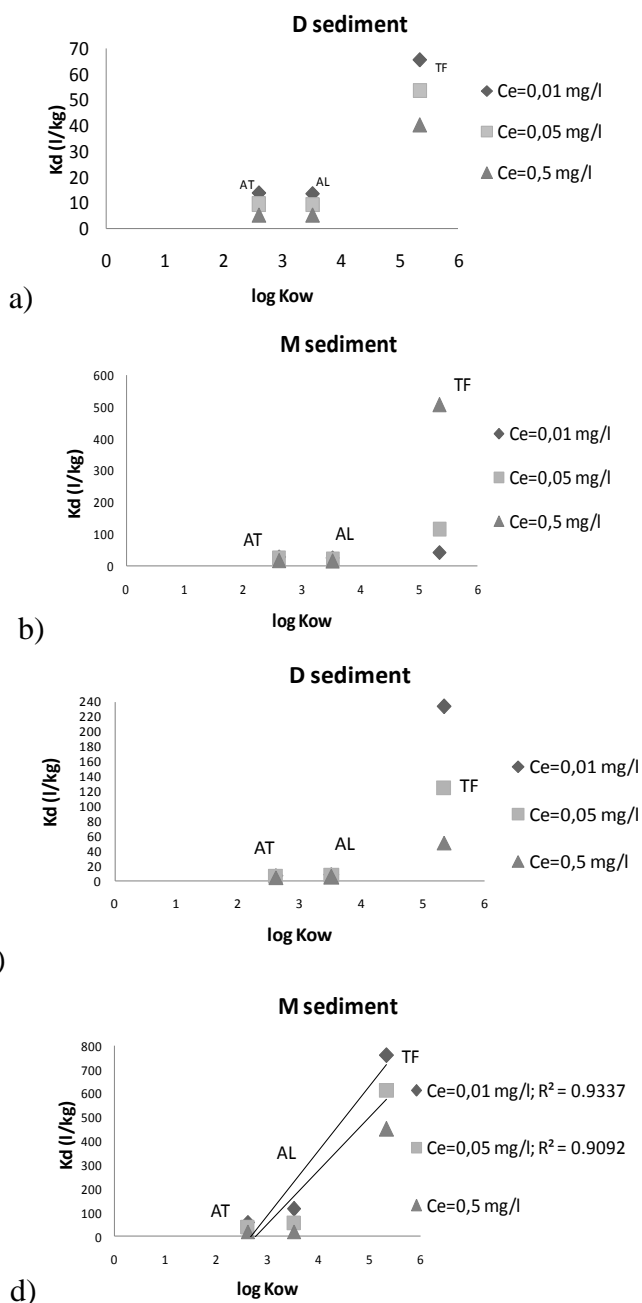 D sediment
70
60
50
40
30
20
10
0
Kd (l/kg)
AT
AL
TF
0 1 2 3 4 5 6
log Kow
Ce=0,01 mg/l
Ce=0,05 mg/l
Ce=0,5 mg/l
a)
M sediment
600
500
400
300
200
100
0
Kd (l/kg)
AT
AL
TF
0 1 2 3 4 5 6
log Kow
Ce=0,01 mg/l
Ce=0,05 mg/l
Ce=0,5 mg/l
b)
D sediment
240
220
200
180
160
140
120
100
80
60
40
20
0
Kd (l/kg)
AT
AL
TF
0 1 2 3 4 5 6
log Kow
Ce=0,01 mg/l
Ce=0,05 mg/l
Ce=0,5 mg/l
)
M sediment
800
700
600
500
400
300
200
100
0
Kd (l/kg)
AT
AL
TF
0 1 2 3 4 5 6
log Kow
Ce=0,01 mg/l; R² = 0.9337
Ce=0,05 mg/l; R² = 0.9092
Ce=0,5 mg/l
d)